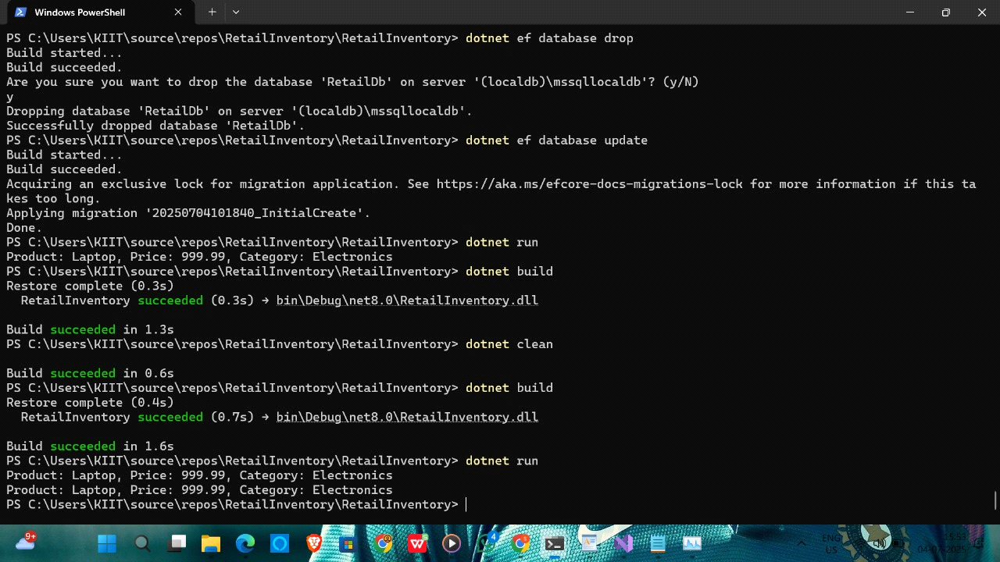 Windows PowerShell
PS C:\Users\KIIT\source\repos\RetailInventory\RetailInventory> dotnet ef database drop
Build started...
Build succeeded.
Are you sure you want to drop the database 'RetailDb' on server '(localdb)\mssqllocaldb'? (y/N)
y
Dropping database 'RetailDb' on server '(localdb)\mssqllocaldb'.
Successfully dropped database 'RetailDb'.
PS C:\Users\KIIT\source\repos\RetailInventory\RetailInventory> dotnet ef database update
Build started...
Build succeeded.
Acquiring an exclusive lock for migration application. See https://aka.ms/efcore-docs-migrations-lock for more information if this ta
kes too long.
Applying migration '20250704101840_InitialCreate'.
Done.
PS C:\Users\KIIT\source\repos\RetailInventory\RetailInventory> dotnet run
Product: Laptop, Price: 999.99, Category: Electronics
PS C:\Users\KIIT\source\repos\RetailInventory\RetailInventory> dotnet build
Restore complete (0.3s)
  RetailInventory succeeded (0.3s) → bin\Debug\net8.0\RetailInventory.dll
Build succeeded in 1.3s
PS C:\Users\KIIT\source\repos\RetailInventory\RetailInventory> dotnet clean
Build succeeded in 0.6s
PS C:\Users\KIIT\source\repos\RetailInventory\RetailInventory> dotnet build
Restore complete (0.4s)
  RetailInventory succeeded (0.7s) → bin\Debug\net8.0\RetailInventory.dll
Build succeeded in 1.6s
PS C:\Users\KIIT\source\repos\RetailInventory\RetailInventory> dotnet run
Product: Laptop, Price: 999.99, Category: Electronics
Product: Laptop, Price: 999.99, Category: Electronics
PS C:\Users\KIIT\source\repos\RetailInventory\RetailInventory>
9+
4
ENG
US
15:53
04-07-2025